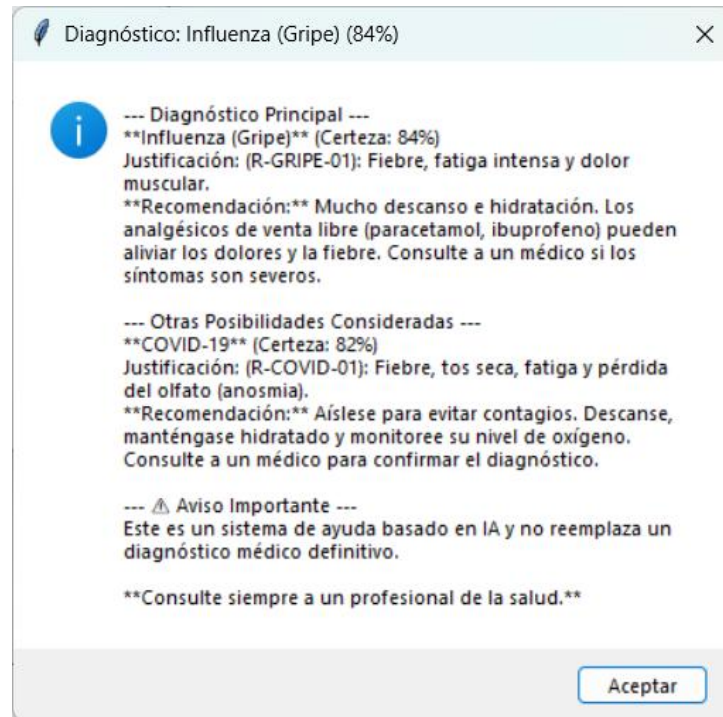 Diagnóstico: Influenza (Gripe) (84%)
--- Diagnóstico Principal ---
**Influenza (Gripe)** (Certeza: 84%)
Justificación: (R-GRIPE-01): Fiebre, fatiga intensa y dolor
muscular.
**Recomendación:** Mucho descanso e hidratación. Los
analgésicos de venta libre (paracetamol, ibuprofeno) pueden
aliviar los dolores y la fiebre. Consulte a un médico si los
síntomas son severos.
--- Otras Posibilidades Consideradas ---
**COVID-19** (Certeza: 82%)
Justificación: (R-COVID-01): Fiebre, tos seca, fatiga y pérdida
del olfato (anosmia).
**Recomendación:** Aíslese para evitar contagios. Descanse,
manténgase hidratado y monitoree su nivel de oxígeno.
Consulte a un médico para confirmar el diagnóstico.
--- ⚠ Aviso Importante ---
Este es un sistema de ayuda basado en IA y no reemplaza un
diagnóstico médico definitivo.
**Consulte siempre a un profesional de la salud.**
Aceptar